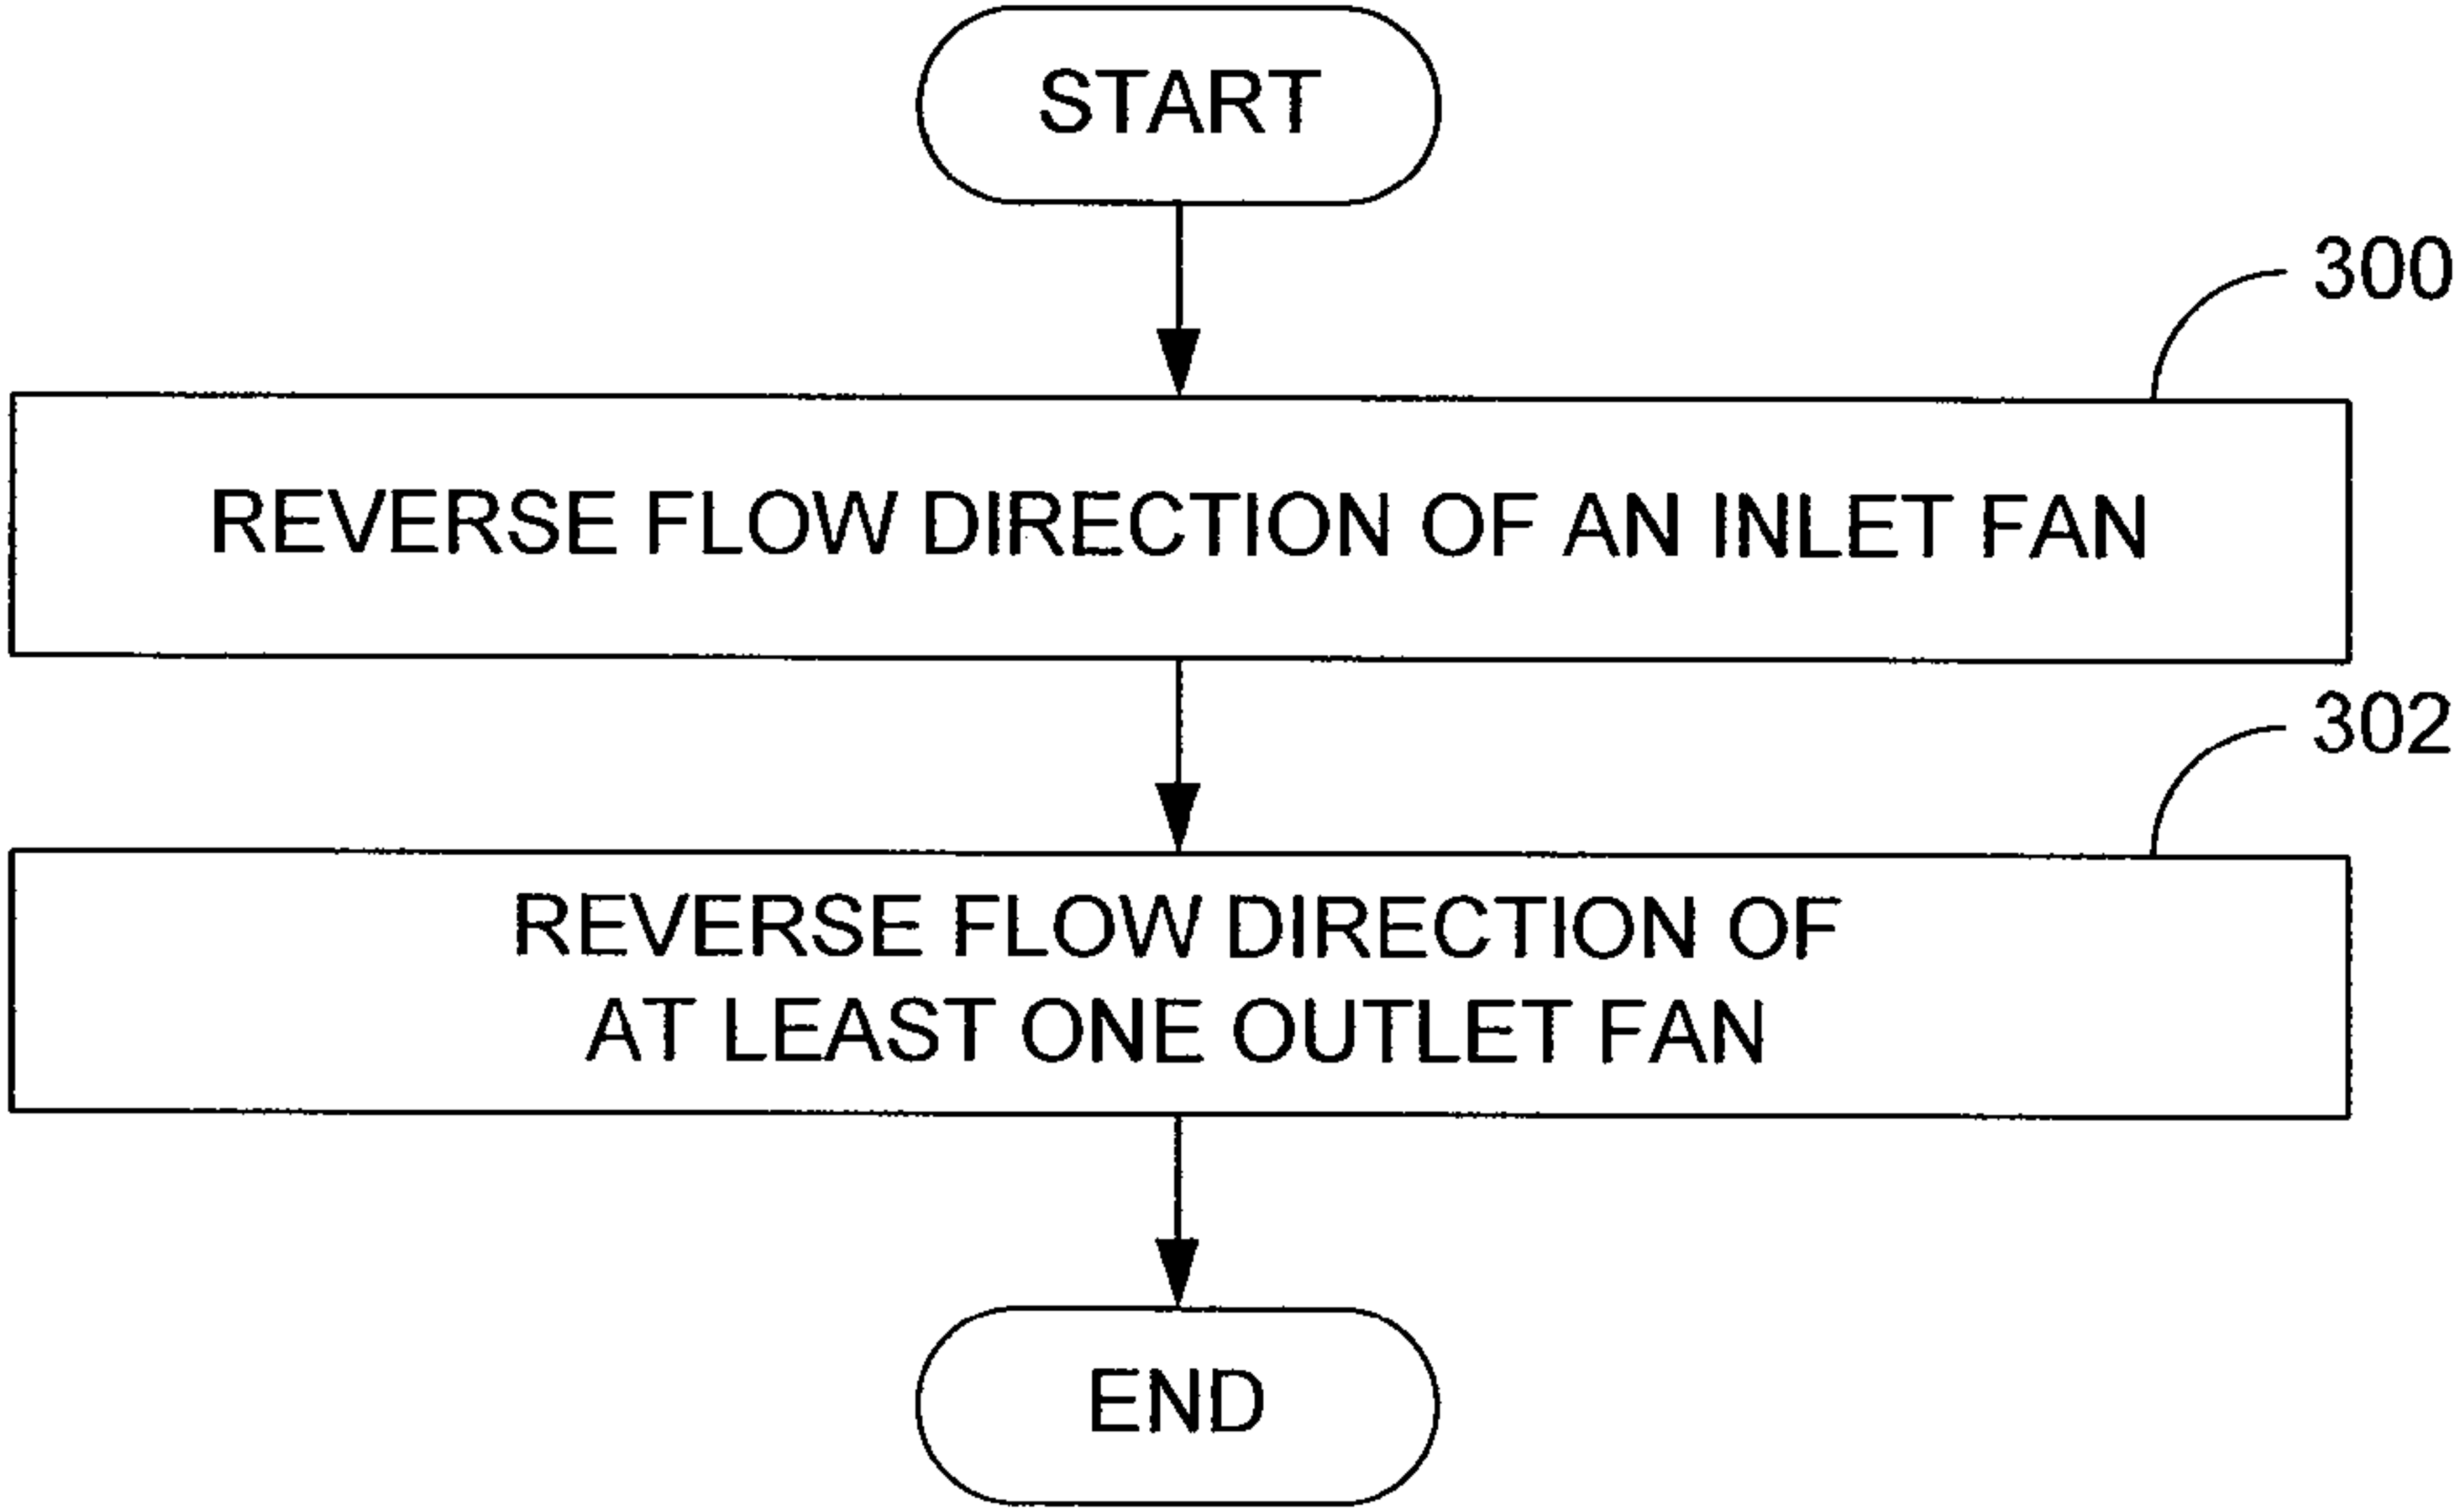 START
300
REVERSE FLOW DIRECTION OF AN INLET FAN
302
REVERSE FLOW DIRECTION OF
AT LEAST ONE OUTLET FAN
END